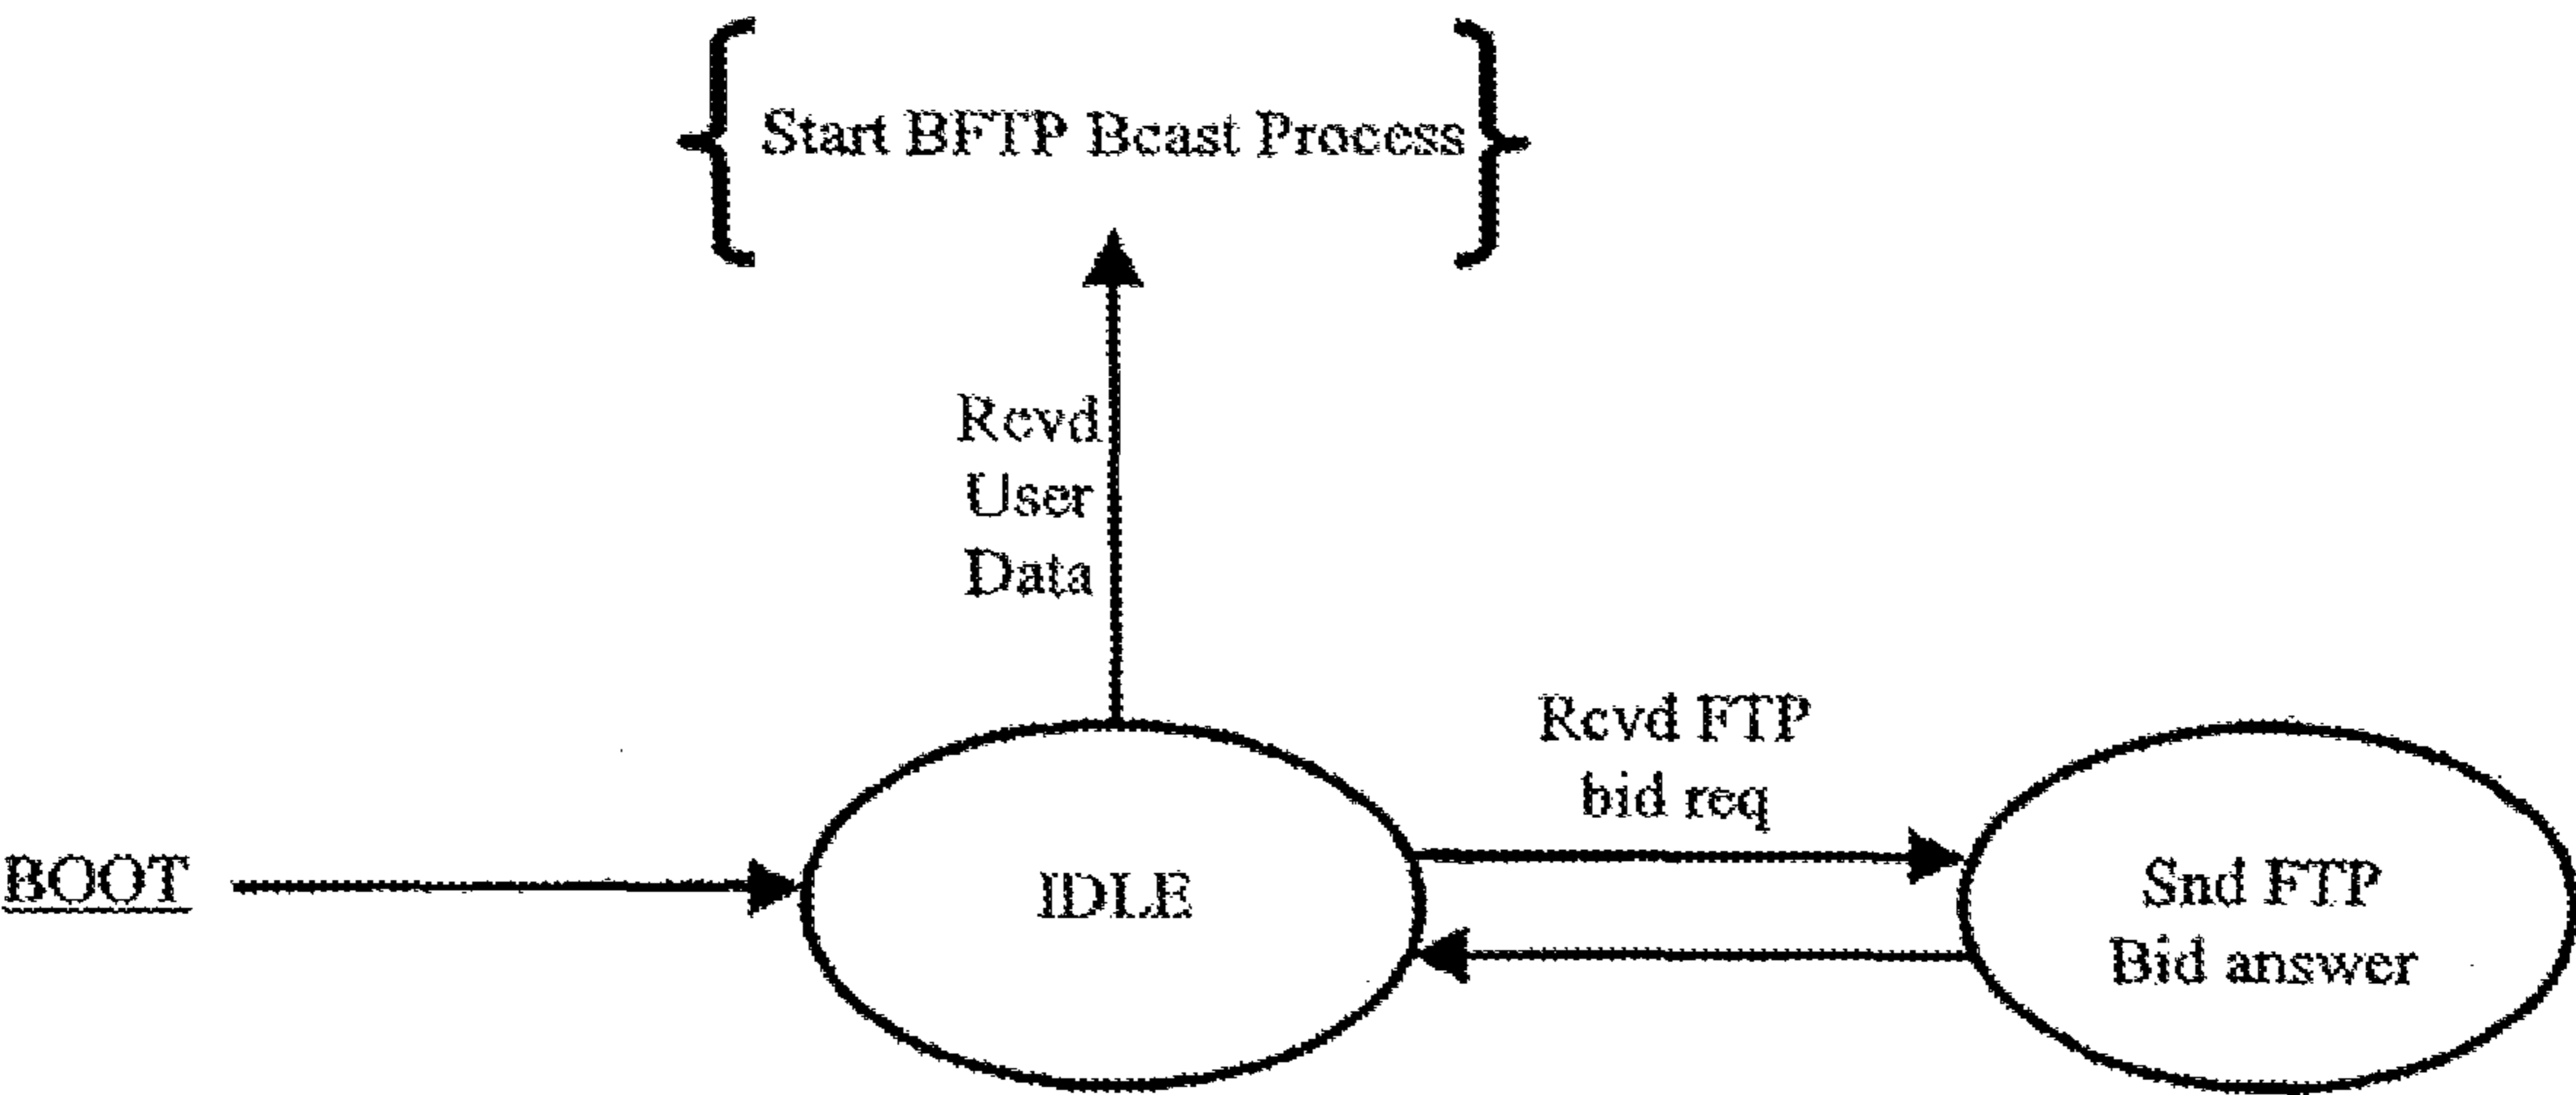 Start BFTP Bcast Process
Rcvd
User
Data
Rcvd FTP
bid req
BOOT
IDLE
Snd FTP
Bid answer